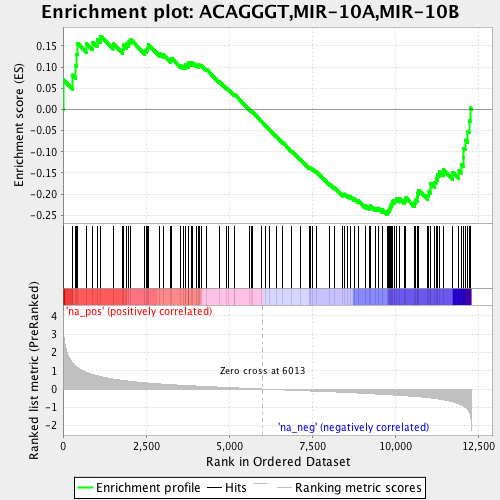 Enrichment plot: ACAGGGT,MIR-10A,MIR-10B
Enrichment score (ES)
0.15
0.10
0.05
0.00
-0.05
-0.10
-0.15
-0.20
-0.25
Ranked list metric (PreRanked)
'na_pos' (positively correlated)
4
3
2
1
0
-1
-2
Zero cross at 6013
'na_neg' (negatively correlated)
0
2,500
5,000
7,500
10,000
12,500
Rank in Ordered Dataset
Enrichment profile
Hits
Ranking metric scores